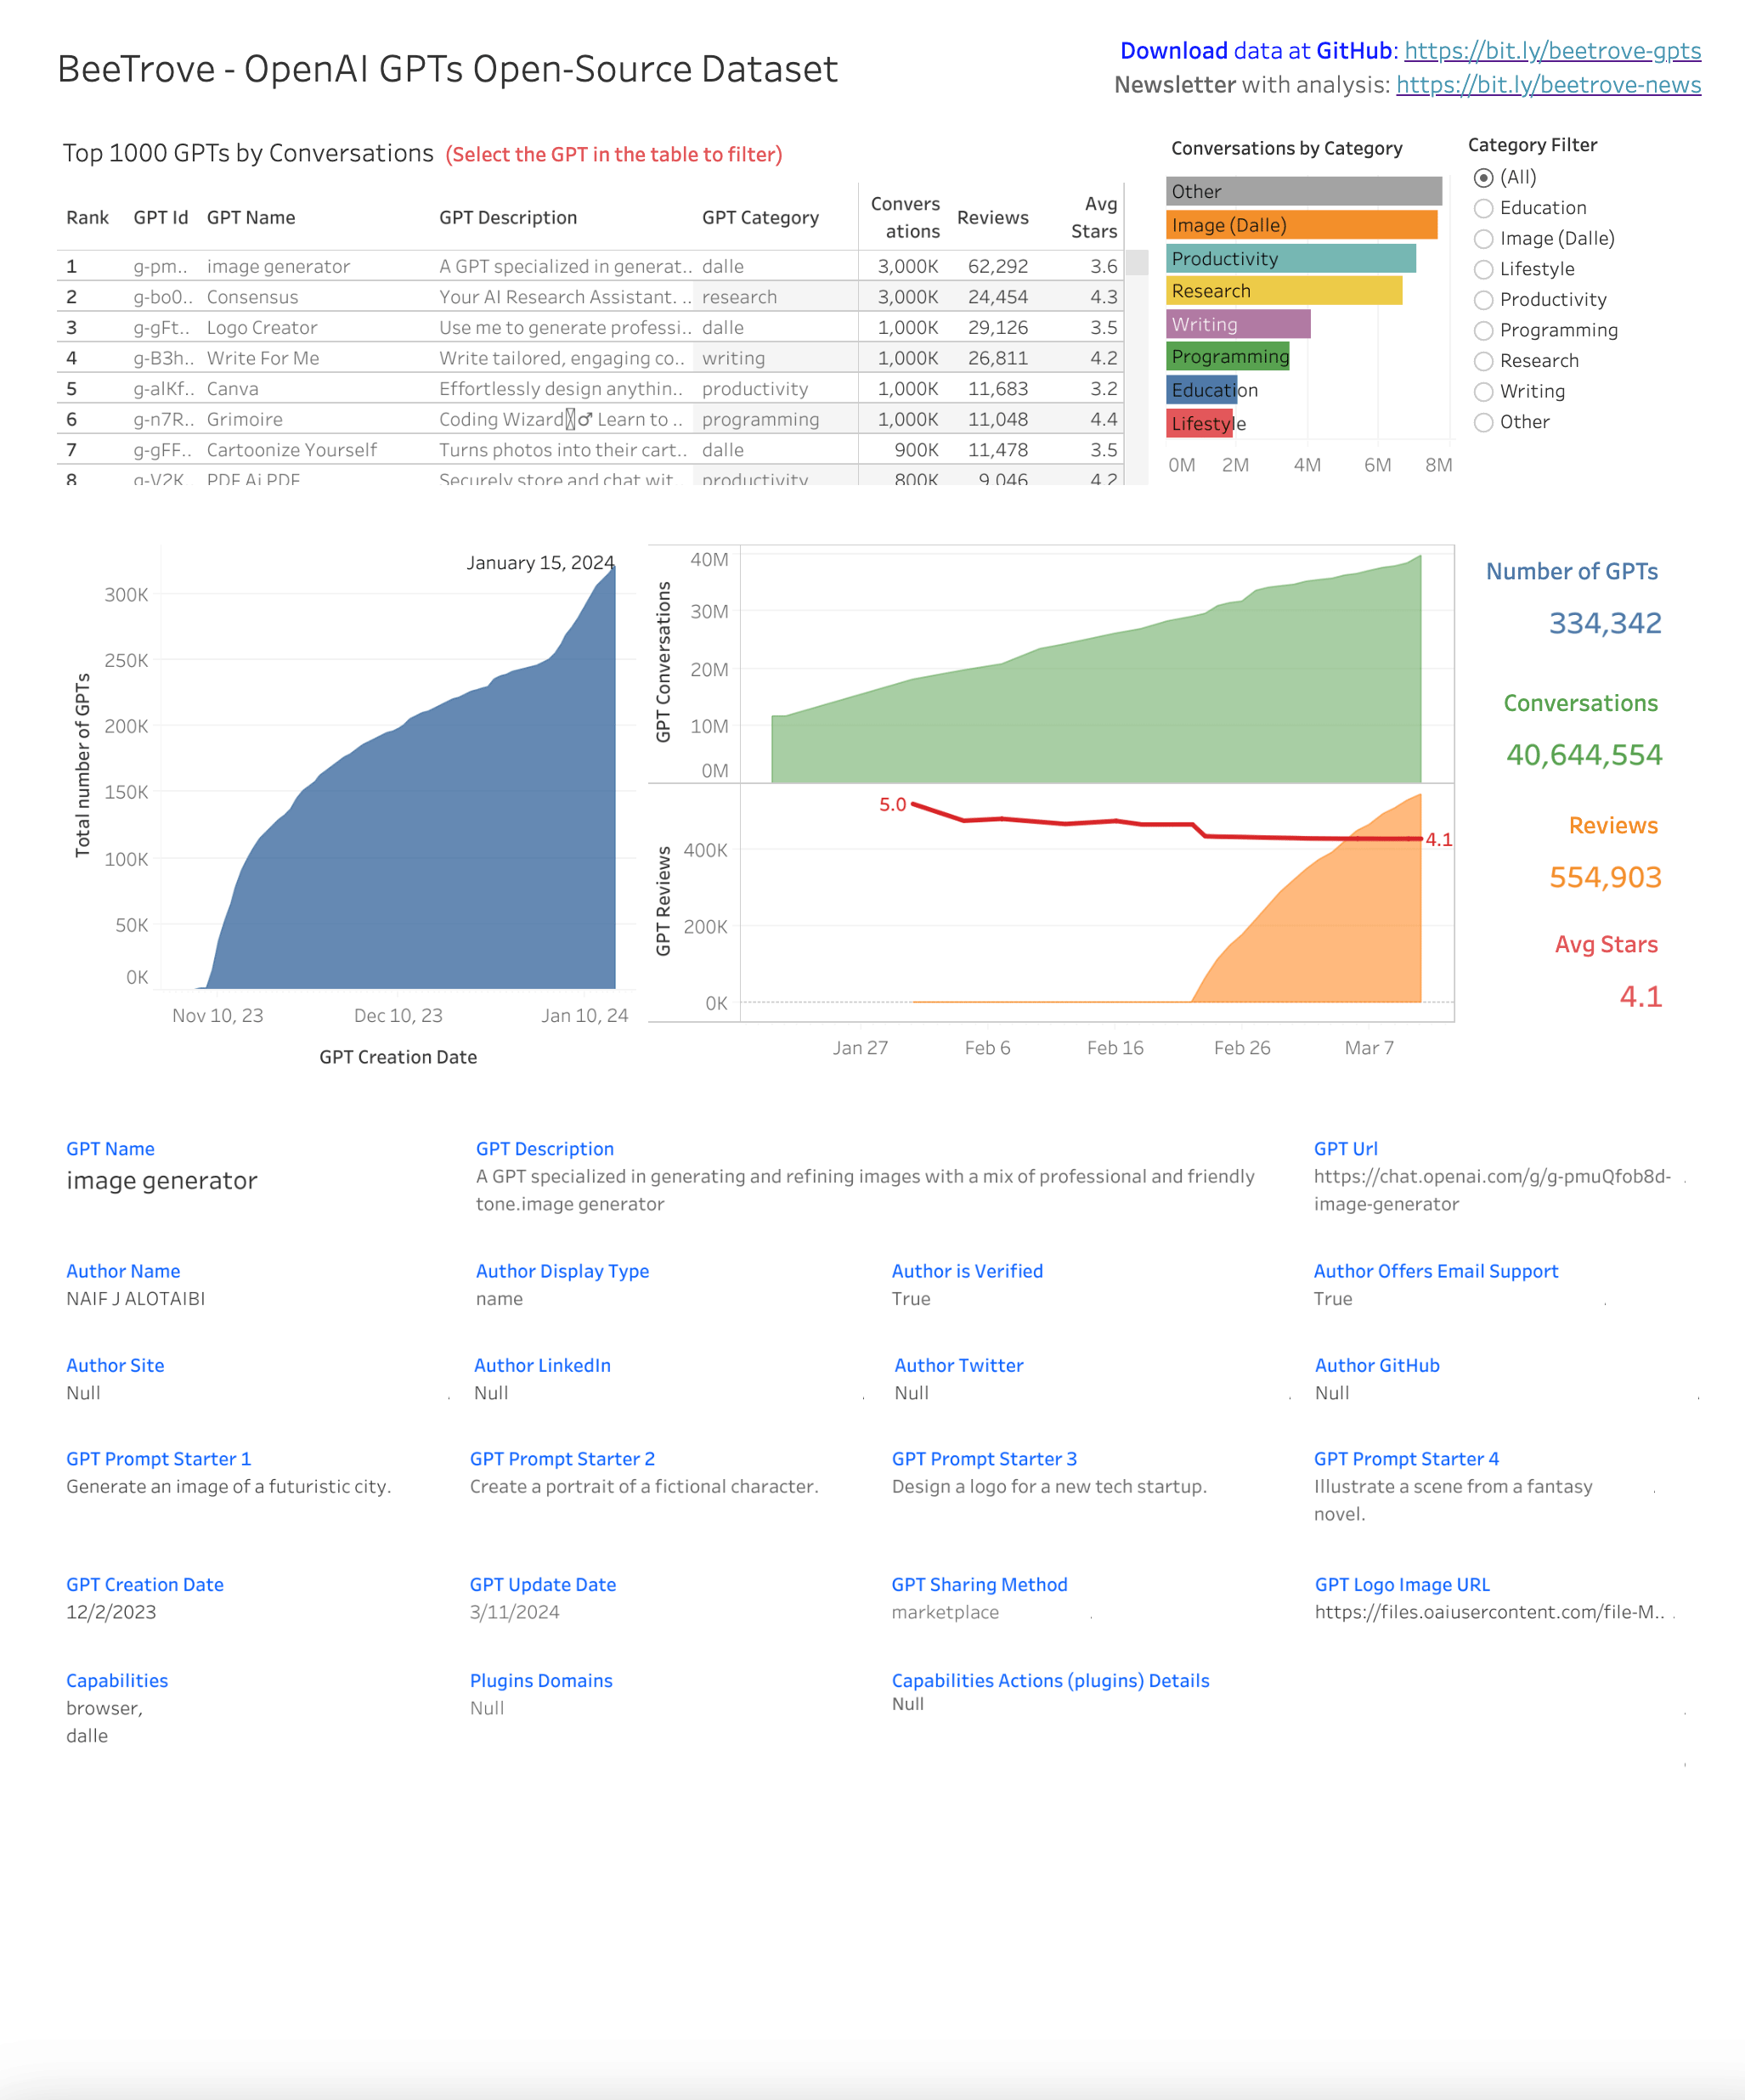 BeeTrove - OpenAI GPTs Open-Source Dataset
Download data at GitHub: https://bit.ly/beetrove-gpts
Newsletter with analysis: https://bit.ly/beetrove-news
Top 1000 GPTs by Conversations (Select the GPT in the table to filter)
Rank GPT Id GPT Name GPT Description GPT Category Convers ations Reviews Avg Stars
1 g-pm.. image generator A GPT specialized in generat.. dalle 3,000K 62,292 3.6
2 g-bo0.. Consensus Your AI Research Assistant. .. research 3,000K 24,454 4.3
3 g-gFt.. Logo Creator Use me to generate professi.. dalle 1,000K 29,126 3.5
4 g-B3h.. Write For Me Write tailored, engaging co.. writing 1,000K 26,811 4.2
5 g-alKf.. Canva Effortlessly design anythin.. productivity 1,000K 11,683 3.2
6 g-n7R.. Grimoire Coding Wizard♂ Learn to .. programming 1,000K 11,048 4.4
7 g-gFF.. Cartoonize Yourself Turns photos into their cart.. dalle 900K 11,478 3.5
8 g-V2K PDF Ai PDF Securely store and chat wit productivity 800K 9,046 4.2
Conversations by Category
Other
Image (Dalle)
Productivity
Research
Writing
Programming
Education
Lifestyle
0M 2M 4M 6M 8M
Category Filter
(All)
Education
Image (Dalle)
Lifestyle
Productivity
Programming
Research
Writing
Other
January 15, 2024
Total number of GPTs
300K
250K
200K
150K
100K
50K
0K
Nov 10, 23 Dec 10, 23 Jan 10, 24
GPT Creation Date
GPT Conversations
40M
30M
20M
10M
0M
GPT Reviews
5.0
4.1
400K
200K
0K
Jan 27 Feb 6 Feb 16 Feb 26 Mar 7
Number of GPTs
334,342
Conversations
40,644,554
Reviews
554,903
Avg Stars
4.1
GPT Name
image generator
GPT Description
A GPT specialized in generating and refining images with a mix of professional and friendly
tone.image generator
GPT Url
https://chat.openai.com/g/g-pmuQfob8d-
image-generator
Author Name
NAIF J ALOTAIBI
Author Display Type
name
Author is Verified
True
Author Offers Email Support
True
Author Site
Null
Author LinkedIn
Null
Author Twitter
Null
Author GitHub
Null
GPT Prompt Starter 1
Generate an image of a futuristic city.
GPT Prompt Starter 2
Create a portrait of a fictional character.
GPT Prompt Starter 3
Design a logo for a new tech startup.
GPT Prompt Starter 4
Illustrate a scene from a fantasy
novel.
GPT Creation Date
12/2/2023
GPT Update Date
3/11/2024
GPT Sharing Method
marketplace
GPT Logo Image URL
https://files.oaiusercontent.com/file-M..
Capabilities
browser,
dalle
Plugins Domains
Null
Capabilities Actions (plugins) Details
Null